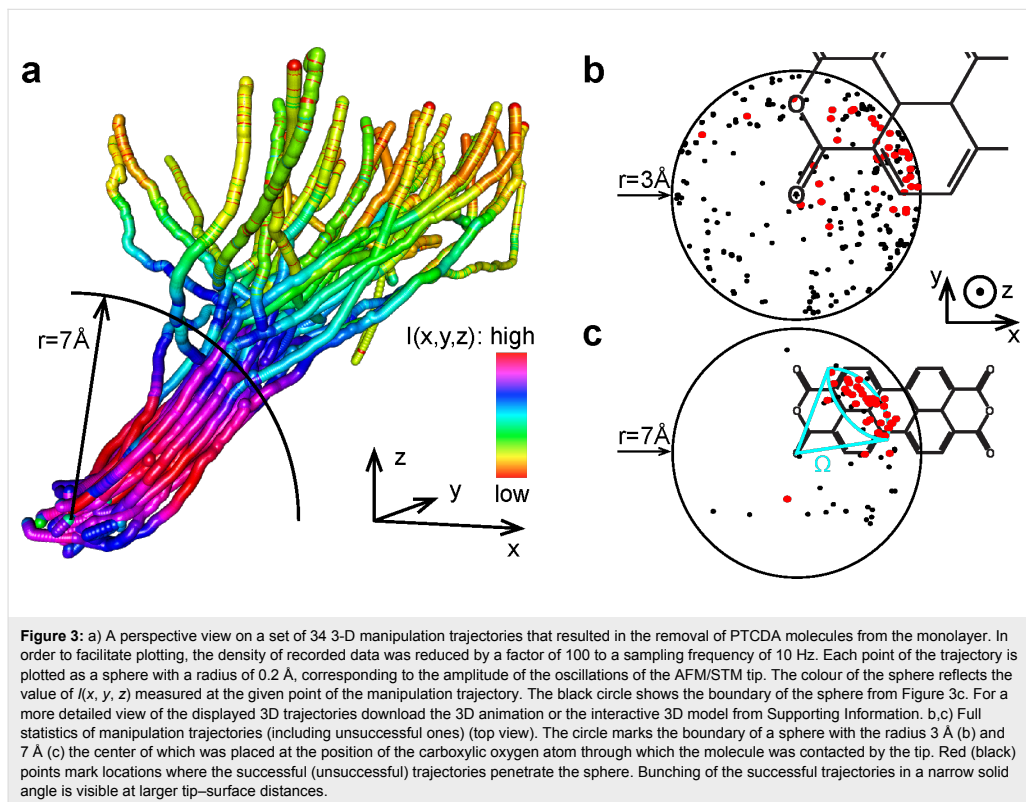 a
r=7Å
I(x,y,z): high
low
z
y
x
b
O
O
r=3Å
y
z
x
c
r=7Å
O
O
O
O
O
Ω
Figure 3: a) A perspective view on a set of 34 3-D manipulation trajectories that resulted in the removal of PTCDA molecules from the monolayer. In
order to facilitate plotting, the density of recorded data was reduced by a factor of 100 to a sampling frequency of 10 Hz. Each point of the trajectory is
plotted as a sphere with a radius of 0.2 Å, corresponding to the amplitude of the oscillations of the AFM/STM tip. The colour of the sphere reflects the
value of I(x, y, z) measured at the given point of the manipulation trajectory. The black circle shows the boundary of the sphere from Figure 3c. For a
more detailed view of the displayed 3D trajectories download the 3D animation or the interactive 3D model from Supporting Information. b,c) Full
statistics of manipulation trajectories (including unsuccessful ones) (top view). The circle marks the boundary of a sphere with the radius 3 Å (b) and
7 Å (c) the center of which was placed at the position of the carboxylic oxygen atom through which the molecule was contacted by the tip. Red (black)
points mark locations where the successful (unsuccessful) trajectories penetrate the sphere. Bunching of the successful trajectories in a narrow solid
angle is visible at larger tip–surface distances.